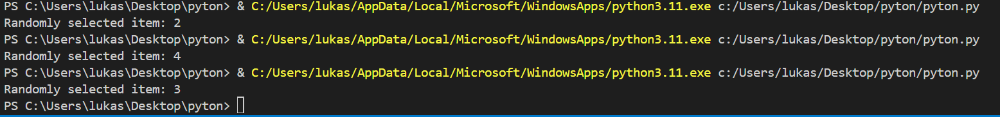 PS C:\Users\lukas\Desktop\pyton> & C:/Users/lukas/AppData/Local/Microsoft/WindowsApps/python3.11.exe c:/Users/lukas/Desktop/pyton/pyton.py
Randomly selected item: 2
PS C:\Users\lukas\Desktop\pyton> & C:/Users/lukas/AppData/Local/Microsoft/WindowsApps/python3.11.exe c:/Users/lukas/Desktop/pyton/pyton.py
Randomly selected item: 4
PS C:\Users\lukas\Desktop\pyton> & C:/Users/lukas/AppData/Local/Microsoft/WindowsApps/python3.11.exe c:/Users/lukas/Desktop/pyton/pyton.py
Randomly selected item: 3
PS C:\Users\lukas\Desktop\pyton>